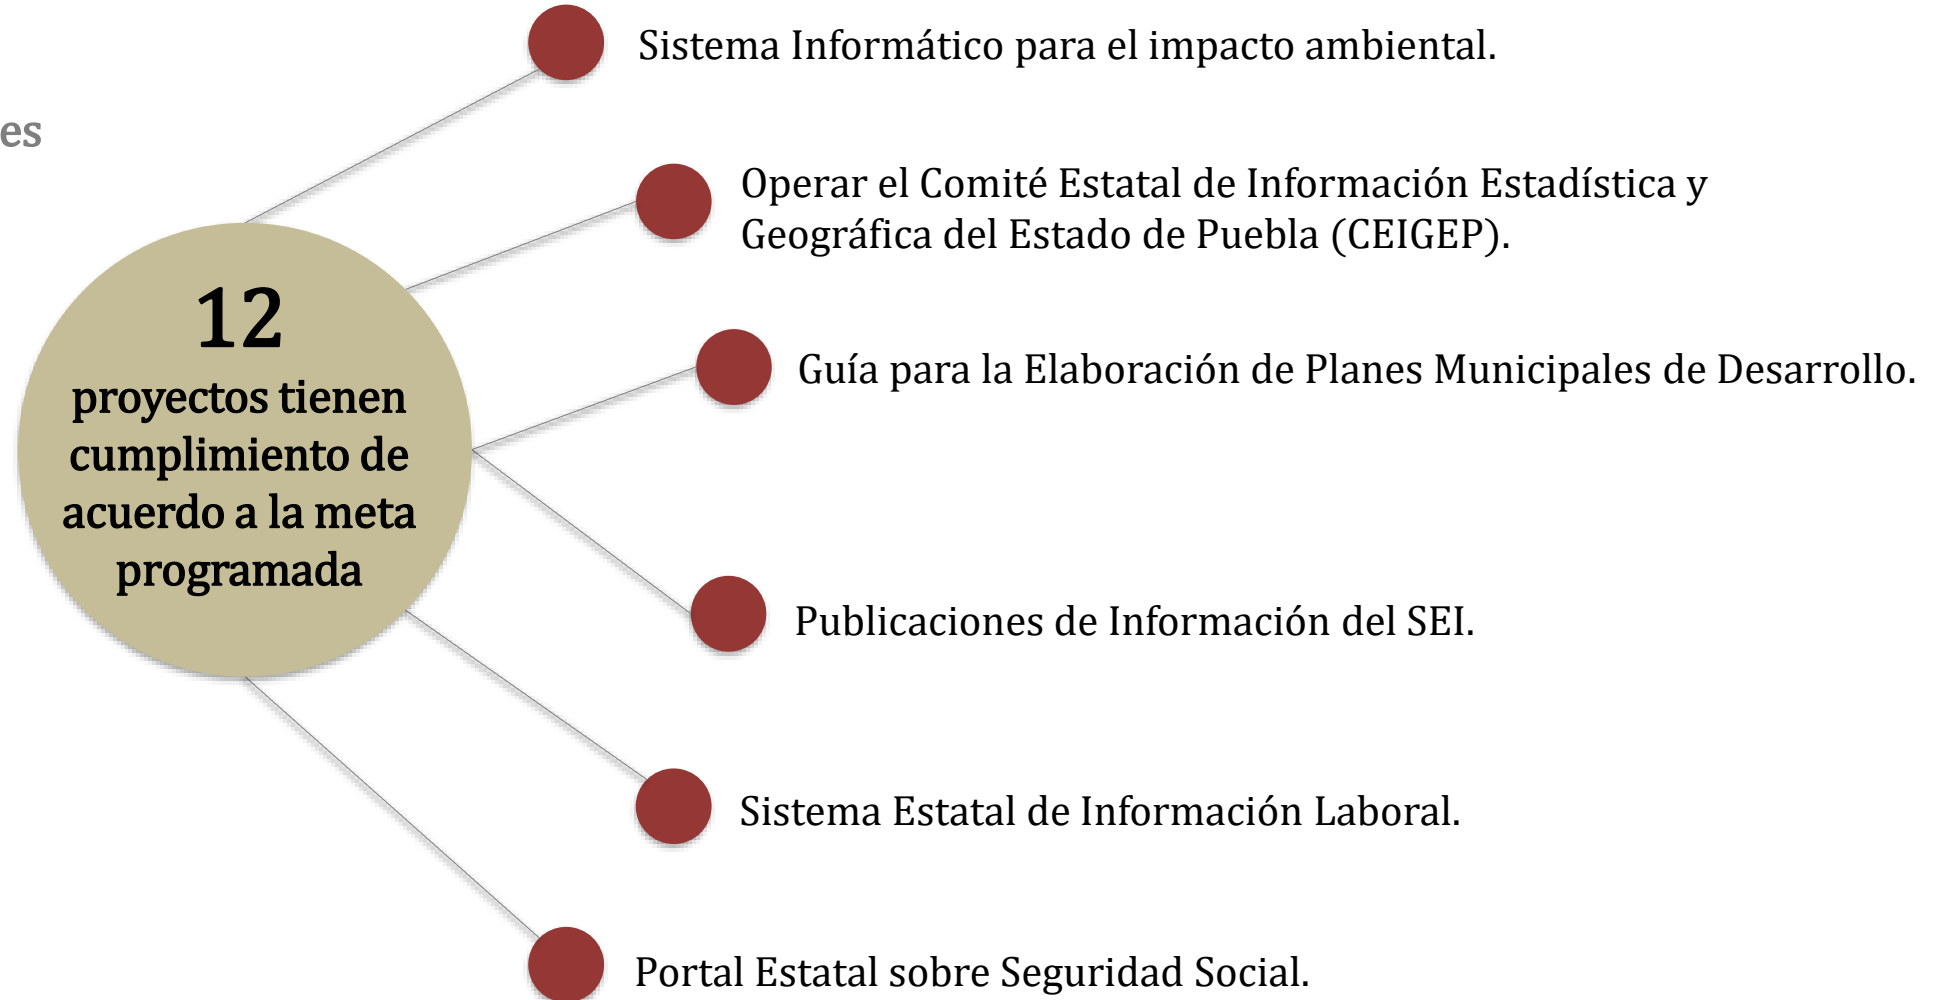 Sistema Informático para el impacto ambiental.
es
Operar el Comité Estatal de Información Estadística y
Geográfica del Estado de Puebla (CEIGEP).
12
proyectos tienen
cumplimiento de
acuerdo a la meta
programada
Guía para la Elaboración de Planes Municipales de Desarrollo.
Publicaciones de Información del SEI.
Sistema Estatal de Información Laboral.
Portal Estatal sobre Seguridad Social.